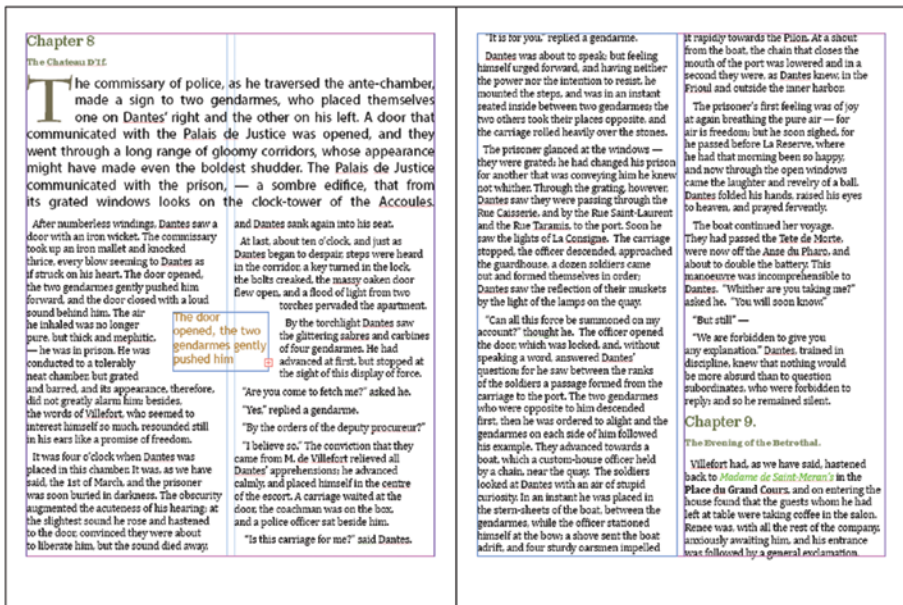 Chapter 8
The Chateau D'If.
The commissary of police, as he traversed the ante-chamber,
made a sign to two gendarmes, who placed themselves
one on Dantes' right and the other on his left. A door that
communicated with the Palais de Justice was opened, and they
went through a long range of gloomy corridors, whose appearance
might have made even the boldest shudder. The Palais de Justice
communicated with the prison, — a sombre edifice, that from
its grated windows looks on the clock-tower of the Accoules.
After numberless windings, Dantes saw a
door with an iron wicket. The commissary
took up an iron mallet and knocked
thrice, every blow seeming to Dantes as
if struck on his heart. The door opened,
the two gendarmes gently pushed him
forward, and the door closed with a loud
sound behind him. The air
he inhaled was no longer
pure, but thick and mephitic,
— he was in prison. He was
conducted to a tolerably
neat chamber, but grated
and barred, and its appearance, therefore,
did not greatly alarm him; besides,
the words of Villefort, who seemed to
interest himself so much, resounded still
in his ears like a promise of freedom.
It was four o'clock when Dantes was
placed in this chamber. It was, as we have
said, the 1st of March, and the prisoner
was soon buried in darkness. The obscurity
augmented the acuteness of his hearing; at
the slightest sound he rose and hastened
to the door, convinced they were about
to liberate him, but the sound died away,
The door
opened, the two
gendarmes gently
pushed him
and Dantes sank again into his seat.
At last, about ten o'clock, and just as
Dantes began to despair, steps were heard
in the corridor, a key turned in the lock,
the bolts creaked, the massy oaken door
flew open, and a flood of light from two
torches pervaded the apartment.
By the torchlight Dantes saw
the glittering sabres and carbines
of four gendarmes. He had
advanced at first, but stopped at
the sight of this display of force.
"Are you come to fetch me?" asked he.
"Yes," replied a gendarme.
"By the orders of the deputy procureur?"
"I believe so." The conviction that they
came from M. de Villefort relieved all
Dantes' apprehensions; he advanced
calmly, and placed himself in the centre
of the escort. A carriage waited at the
door, the coachman was on the box,
and a police officer sat beside him.
"Is this carriage for me?" said Dantes.
"It is for you," replied a gendarme.
Dantes was about to speak; but feeling
himself urged forward, and having neither
the power nor the intention to resist, he
mounted the steps, and was in an instant
seated inside between two gendarmes; the
two others took their places opposite, and
the carriage rolled heavily over the stones.
The prisoner glanced at the windows —
they were grated; he had changed his prison
for another that was conveying him he knew
not whither. Through the grating, however,
Dantes saw they were passing through the
Rue Caisserie, and by the Rue Saint-Laurent
and the Rue Taramis, to the port. Soon he
saw the lights of La Consigne. The carriage
stopped, the officer descended, approached
the guardhouse, a dozen soldiers came
out and formed themselves in order;
Dantes saw the reflection of their muskets
by the light of the lamps on the quay.
"Can all this force be summoned on my
account?" thought he. The officer opened
the door, which was locked, and, without
speaking a word, answered Dantes'
question; for he saw between the ranks
of the soldiers a passage formed from the
carriage to the port. The two gendarmes
who were opposite to him descended
first, then he was ordered to alight and the
gendarmes on each side of him followed
his example. They advanced towards a
boat, which a custom-house officer held
by a chain, near the quay. The soldiers
looked at Dantes with an air of stupid
curiosity. In an instant he was placed in
the stern-sheets of the boat, between the
gendarmes, while the officer stationed
himself at the bow; a shove sent the boat
adrift, and four sturdy oarsmen impelled
it rapidly towards the Pilon. At a shout
from the boat, the chain that closes the
mouth of the port was lowered and in a
second they were, as Dantes knew, in the
Frioul and outside the inner harbor.
The prisoner's first feeling was of joy
at again breathing the pure air — for
air is freedom; but he soon sighed, for
he passed before La Reserve, where
he had that morning been so happy,
and now through the open windows
came the laughter and revelry of a ball.
Dantes folded his hands, raised his eyes
to heaven, and prayed fervently.
The boat continued her voyage.
They had passed the Tete de Morte,
were now off the Anse du Pharo, and
about to double the battery. This
manoeuvre was incomprehensible to
Dantes. "Whither are you taking me?"
asked he. "You will soon know."
"But still" —
"We are forbidden to give you
any explanation." Dantes, trained in
discipline, knew that nothing would
be more absurd than to question
subordinates, who were forbidden to
reply; and so he remained silent.
Chapter 9.
The Evening of the Betrothal.
Villefort had, as we have said, hastened
back to Madame de Saint-Meran's in the
Place du Grand Cours, and on entering the
house found that the guests whom he had
left at table were taking coffee in the salon.
Renee was, with all the rest of the company,
anxiously awaiting him, and his entrance
was followed by a general exclamation.